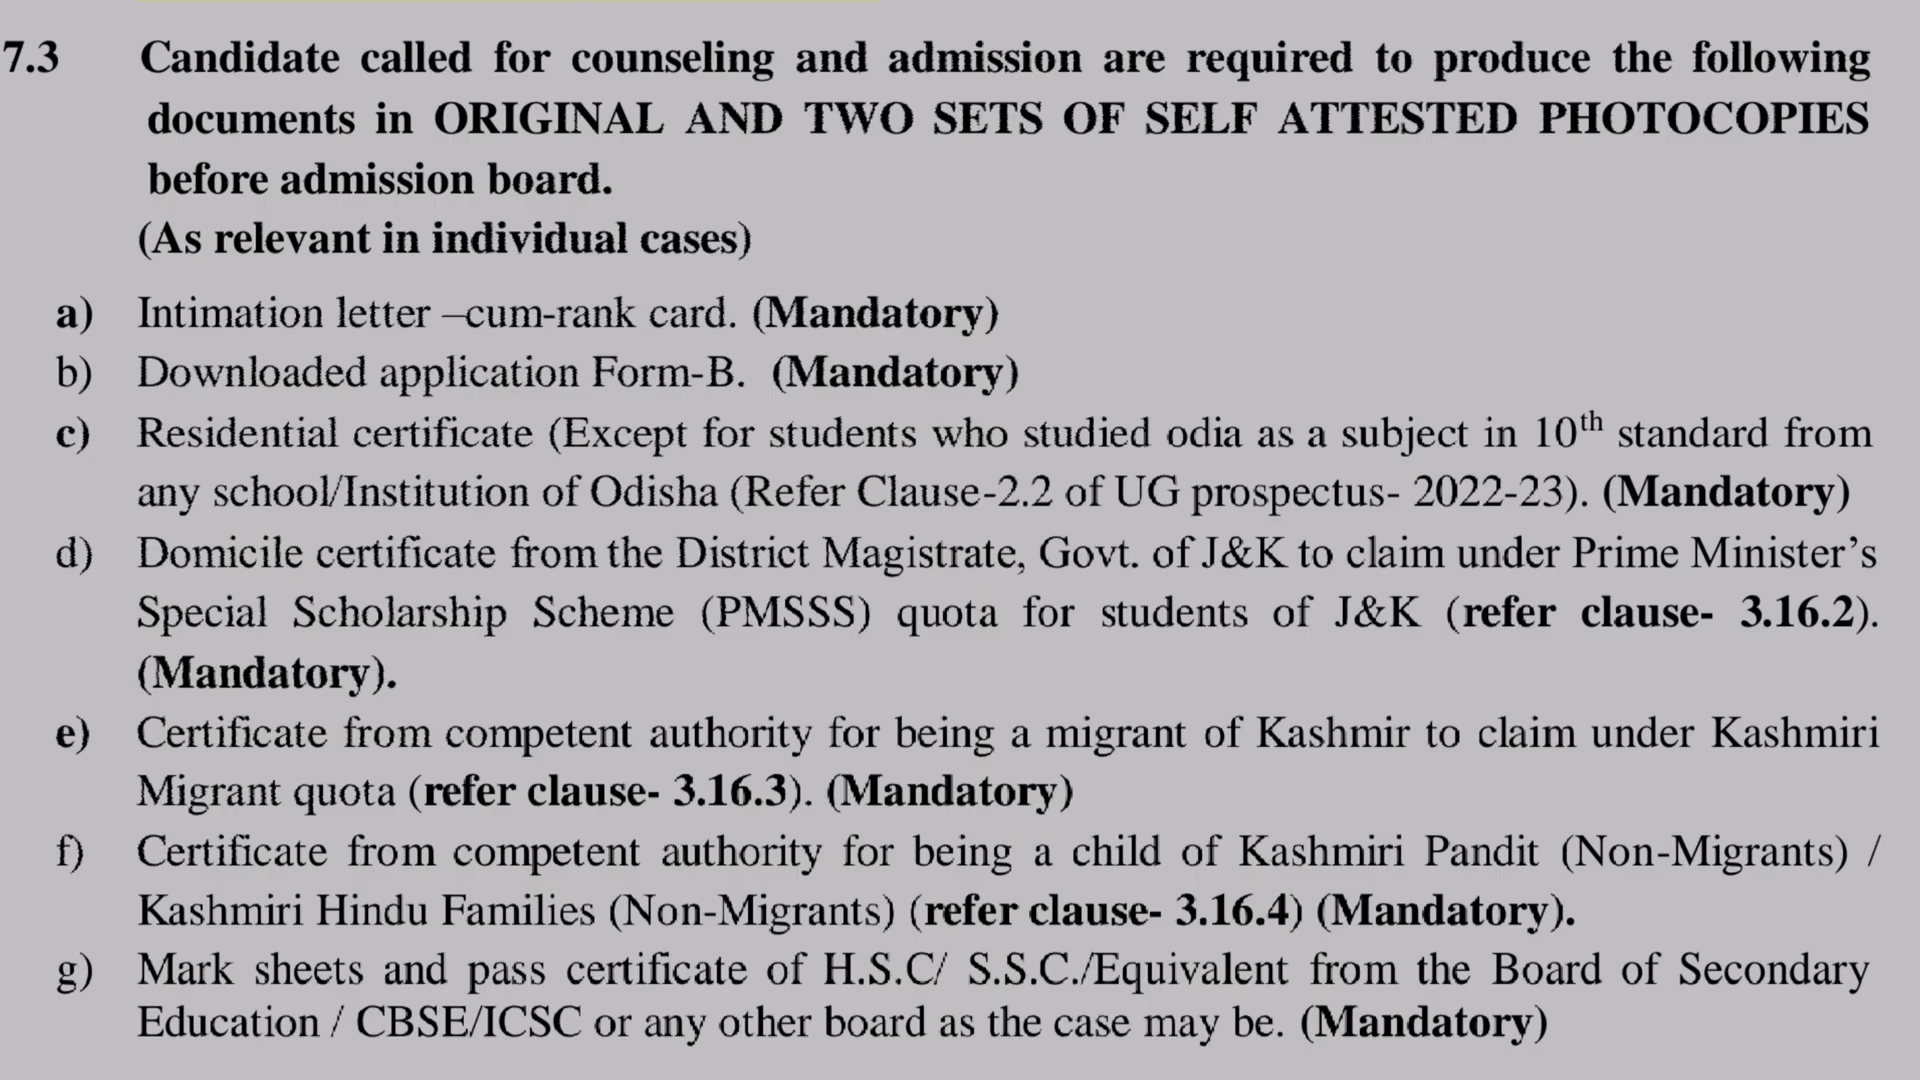 7.3 Candidate called for counseling and admission are required to produce the following
documents in ORIGINAL AND TWO SETS OF SELF ATTESTED PHOTOCOPIES
before admission board.
(As relevant in individual cases)
a) Intimation letter –cum-rank card. (Mandatory)
b) Downloaded application Form-B. (Mandatory)
c) Residential certificate (Except for students who studied odia as a subject in 10th standard from
any school/Institution of Odisha (Refer Clause-2.2 of UG prospectus- 2022-23). (Mandatory)
d) Domicile certificate from the District Magistrate, Govt. of J&K to claim under Prime Minister’s
Special Scholarship Scheme (PMSSS) quota for students of J&K (refer clause- 3.16.2).
(Mandatory).
e) Certificate from competent authority for being a migrant of Kashmir to claim under Kashmiri
Migrant quota (refer clause- 3.16.3). (Mandatory)
f) Certificate from competent authority for being a child of Kashmiri Pandit (Non-Migrants) /
Kashmiri Hindu Families (Non-Migrants) (refer clause- 3.16.4) (Mandatory).
g) Mark sheets and pass certificate of H.S.C/ S.S.C./Equivalent from the Board of Secondary
Education / CBSE/ICSC or any other board as the case may be. (Mandatory)